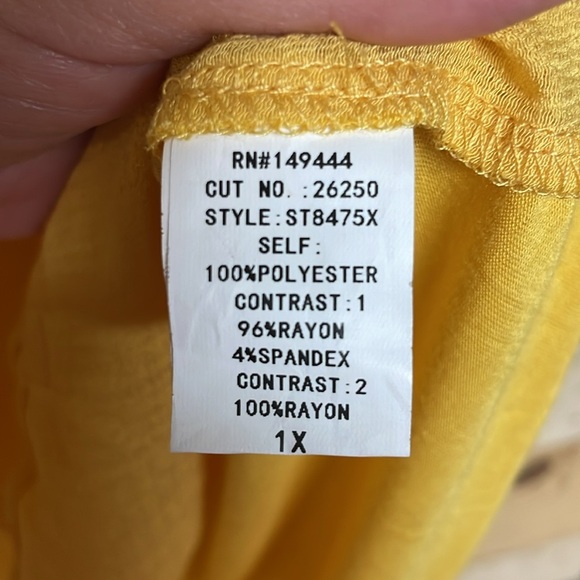 RN#149444
CUT NO. :26250
STYLE:ST8475X
SELF:
100%POLYESTER
CONTRAST:1
96%RAYON
4%SPANDEX
CONTRAST:2
100%RAYON
1X